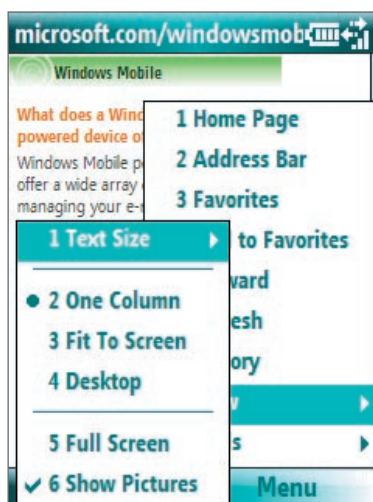 microsoft.com/windowsmob
Windows Mobile
What does a Wind
powered device of
Windows Mobile p
offer a wide array
managing your e-
1 Home Page
2 Address Bar
3 Favorites
to Favorites
ward
esh
ory
s
1 Text Size
2 One Column
3 Fit To Screen
4 Desktop
5 Full Screen
6 Show Pictures
Menu